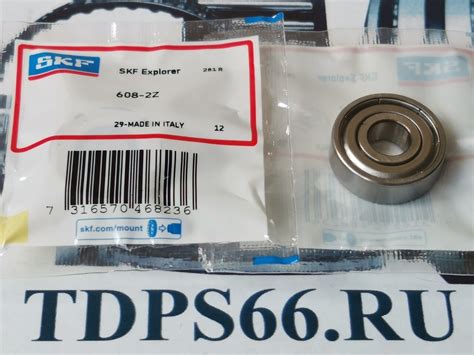 SKF
SKF Explorer 281 R
608-2Z
29-MADE IN ITALY 12
7 316570 468236
skf.com/mount
TDPS66.RU